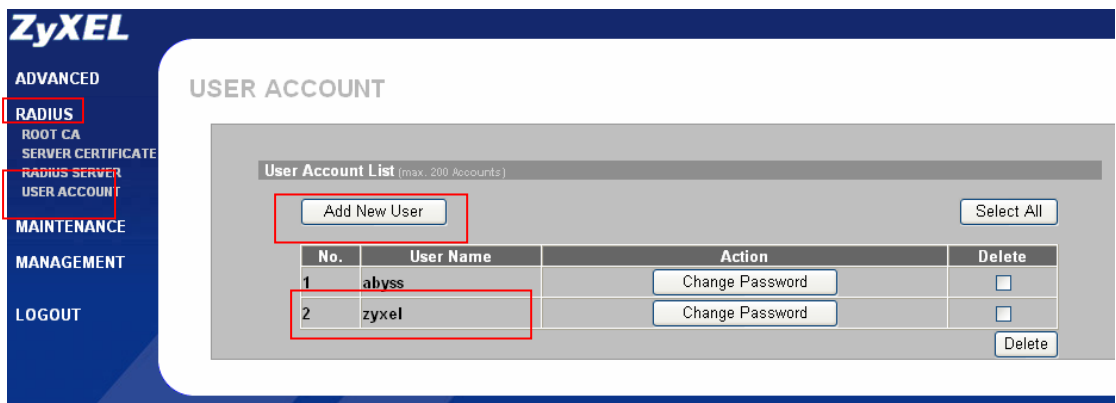 ZyXEL
ADVANCED
RADIUS
ROOT CA
SERVER CERTIFICATE
RADIUS SERVER
USER ACCOUNT
MAINTENANCE
MANAGEMENT
LOGOUT
USER ACCOUNT
User Account List (max. 200 Accounts)
Add New User Select All
No. User Name Action Delete
1 abyss Change Password
2 zyxel Change Password
Delete